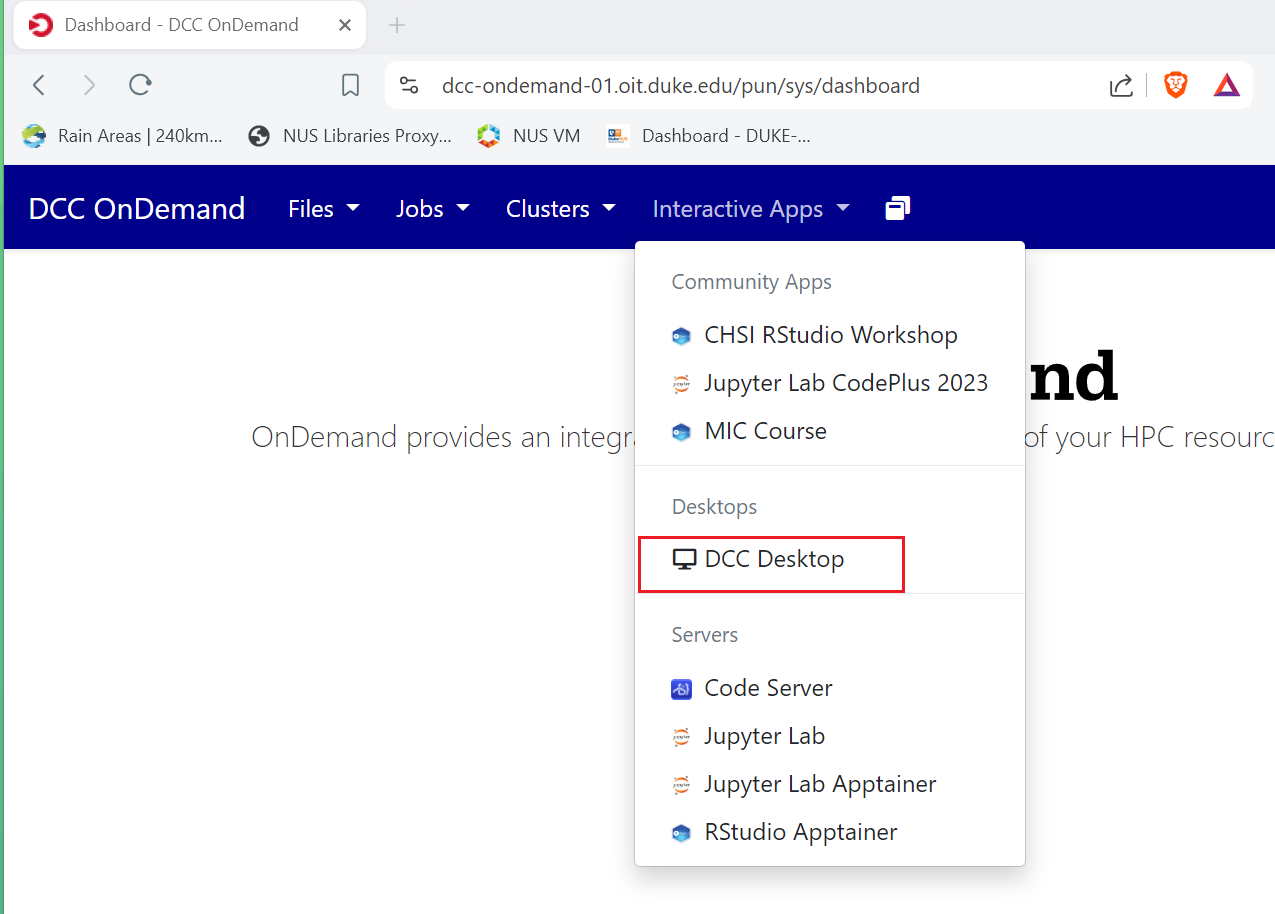 Dashboard - DCC OnDemand
dcc-ondemand-01.oit.duke.edu/pun/sys/dashboard
Rain Areas | 240km... NUS Libraries Proxy... NUS VM Dashboard - DUKE-...
DCC OnDemand Files Jobs Clusters Interactive Apps
Community Apps
CHSI RStudio Workshop
Jupyter Lab CodePlus 2023
MIC Course
Desktops
DCC Desktop
Servers
Code Server
Jupyter Lab
Jupyter Lab Apptainer
RStudio Apptainer
nd
OnDemand provides an integra of your HPC resourc